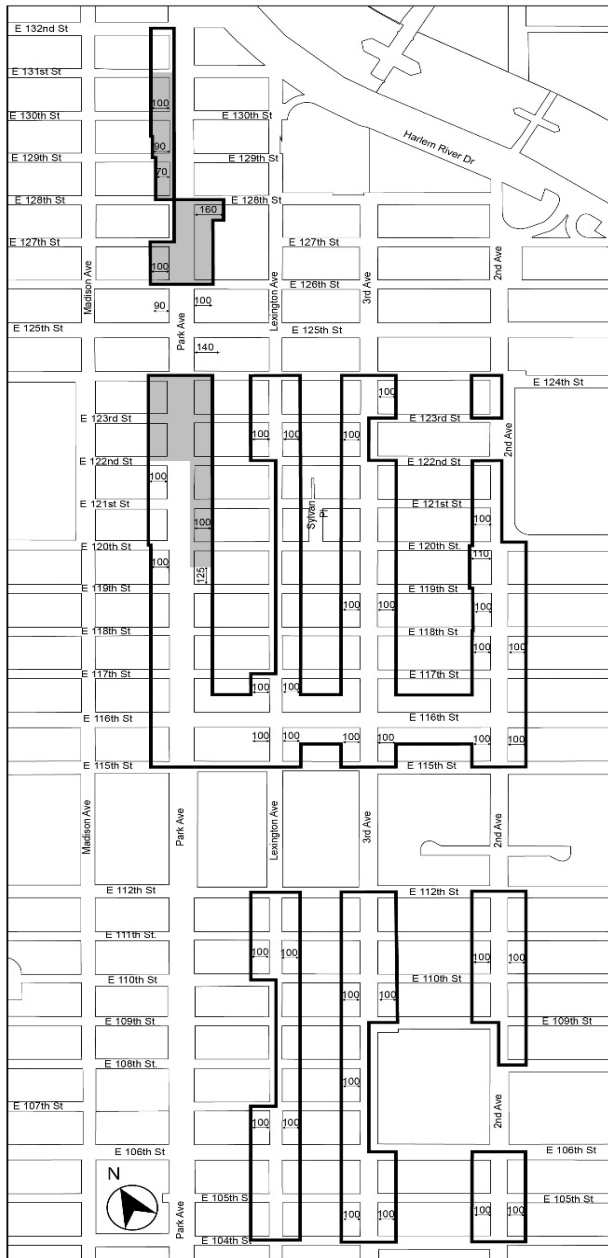 E 132nd St
E 131st St
100
E 130th St
E 130th St
Harlem River Dr
90
E 129th St
E 129th St
70
E 128th St
E 128th St
160
E 127th St
E 127th St
100
Madison Ave
Park Ave
Lexington Ave
3rd Ave
2nd Ave
E 126th St
90
100
E 125th St
E 125th St
140
E 124th St
100
E 123rd St
E 123rd St
100
100
100
2nd Ave
E 122nd St
E 122nd St
100
Sylvan Pl
E 121st St
E 121st St
100
100
E 120th St
E 120th St.
100
110
125
E 119th St
E 119th St
100
100
100
E 118th St
E 118th St
100
100
E 117th St
E 117th St
100
100
E 116th St
E 116th St
100
100
100
100
100
100
E 115th St
E 115th St
Madison Ave
Park Ave
Lexington Ave
3rd Ave
2nd Ave
E 112th St
E 112th St
E 111th St.
100
100
100
100
E 110th St
E 110th St
100
100
E 109th St
E 109th St
E 108th St.
100
E 107th St
2nd Ave
100
100
E 106th St
E 106th St
N
E 105th St
E 105th St
Park Ave
100
100
100
100
E 104th St